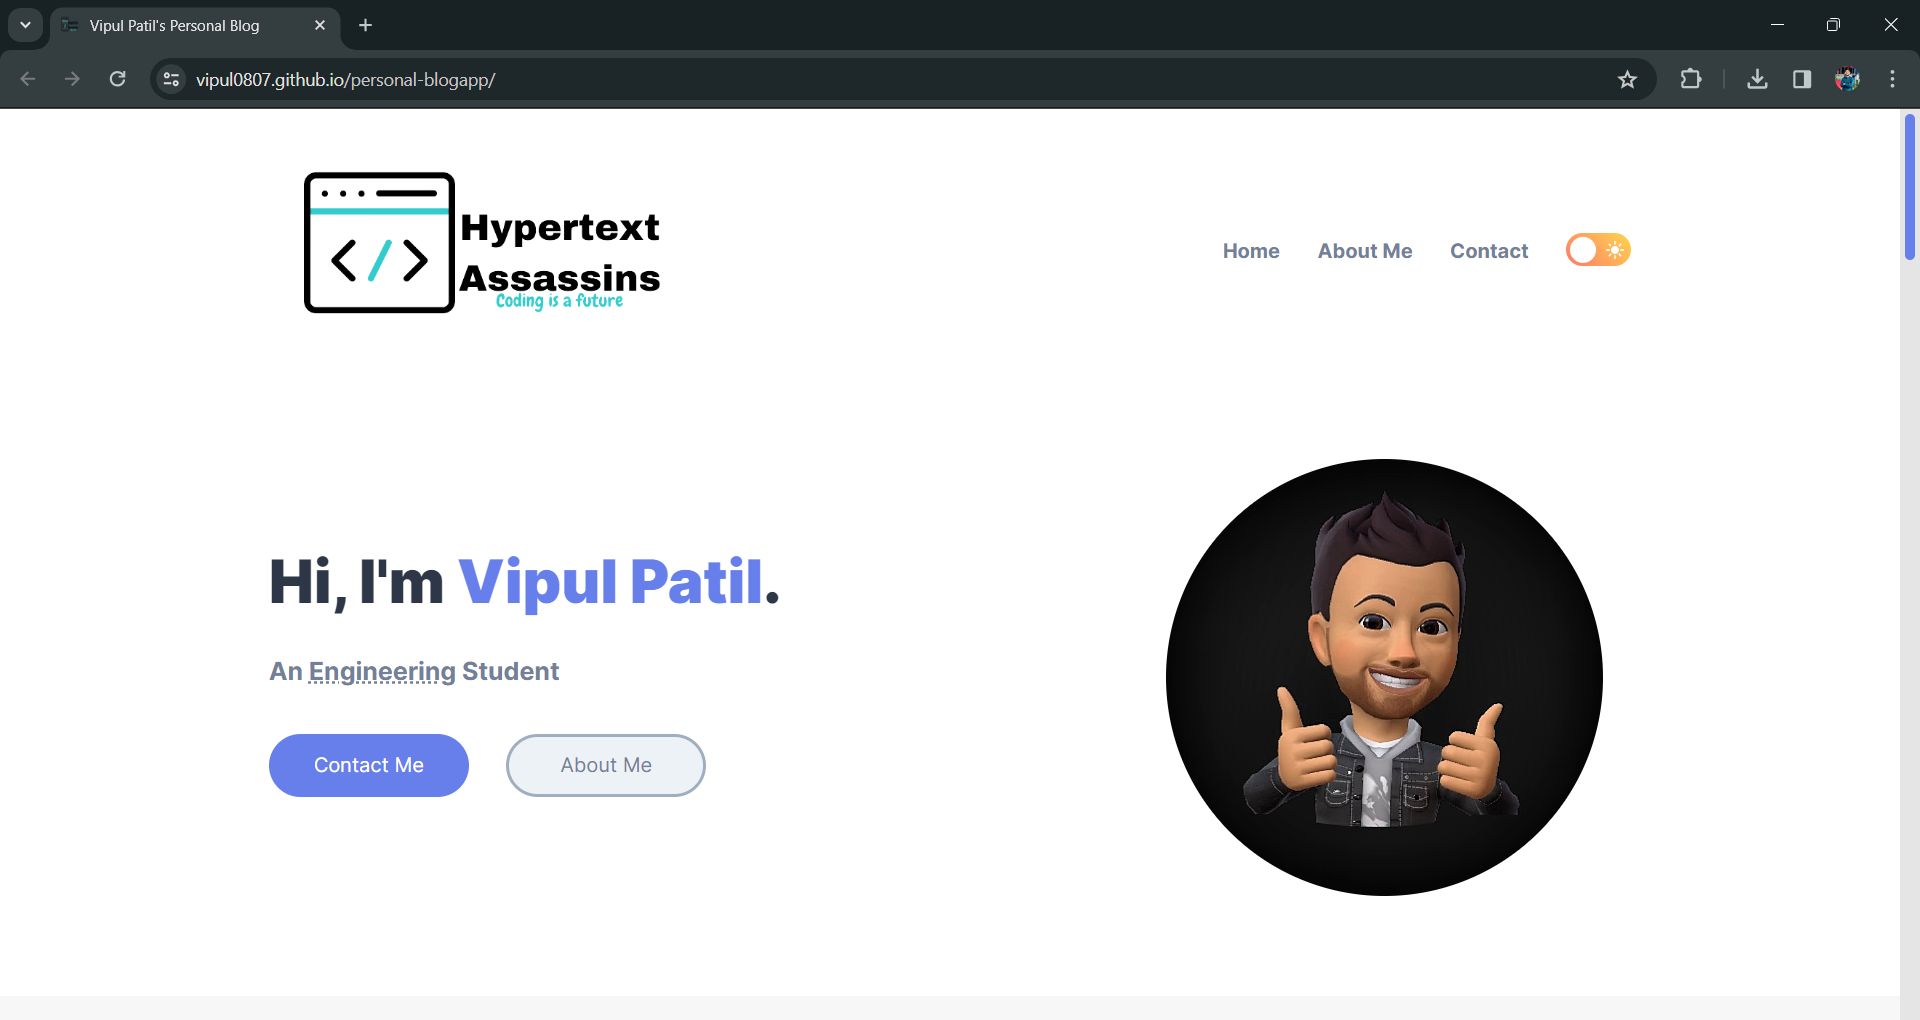 Vipul Patil's Personal Blog
vipul0807.github.io/personal-blogapp/
Hypertext
Assassins
Coding is a future
Home About Me Contact
Hi, I'm Vipul Patil.
An Engineering Student
Contact Me About Me